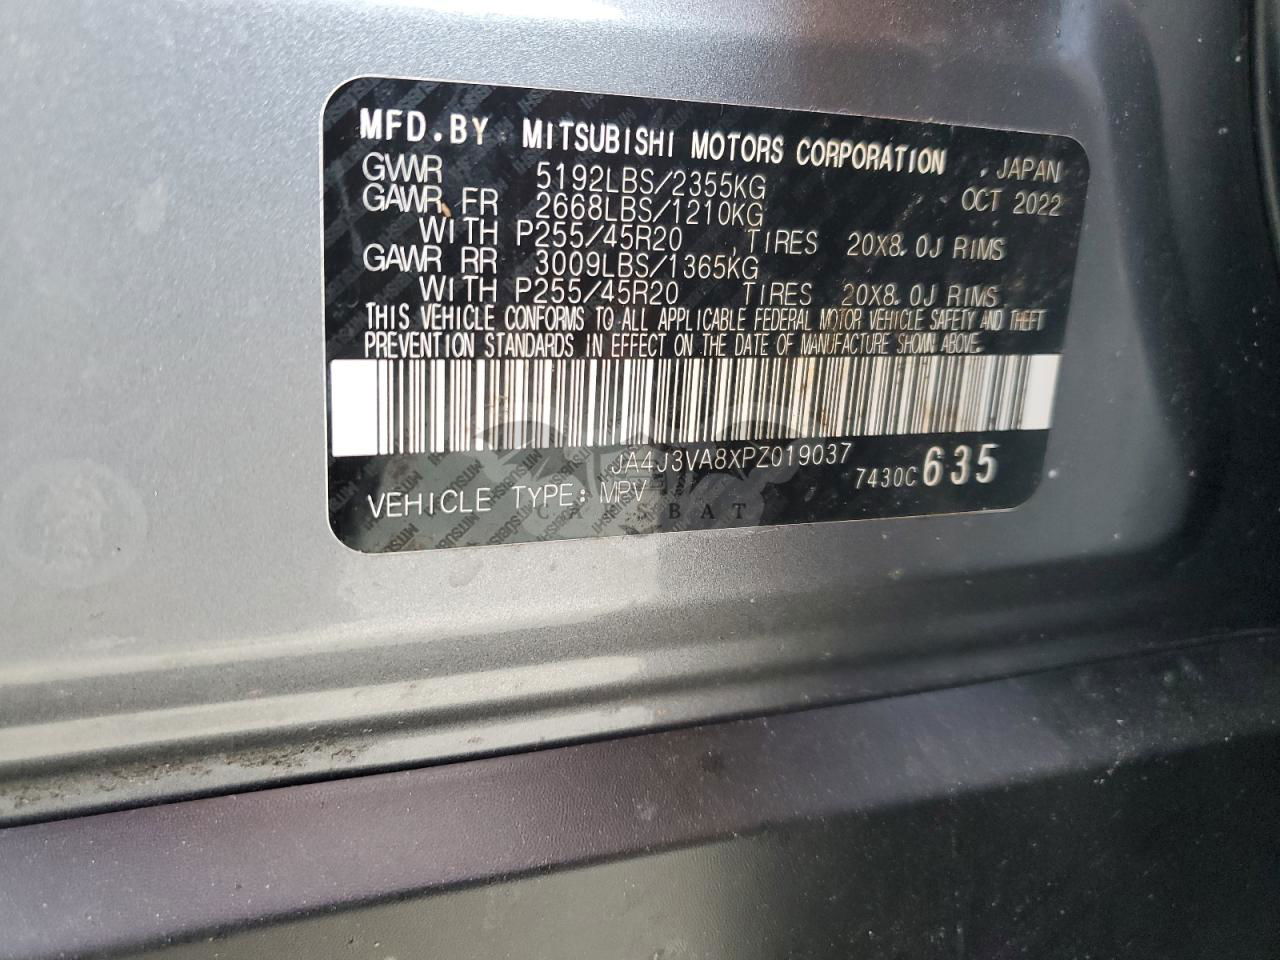 MFD.BY MITSUBISHI MOTORS CORPORATION , JAPAN
GVWR 5192LBS/2355KG OCT 2022
GAWR FR 2668LBS/1210KG
WITH P255/45R20 ,TIRES 20X8.0J RIMS
GAWR RR 3009LBS/1365KG
WITH P255/45R20 TIRES 20X8.0J RIMS
THIS VEHICLE CONFORMS TO ALL APPLICABLE FEDERAL MOTOR VEHICLE SAFETY AND THEFT
PREVENTION STANDARDS IN EFFECT ON THE DATE OF MANUFACTURE SHOWN ABOVE.
JA4J3VA8XPZ019037
7430C 635
VEHICLE TYPE: MPV